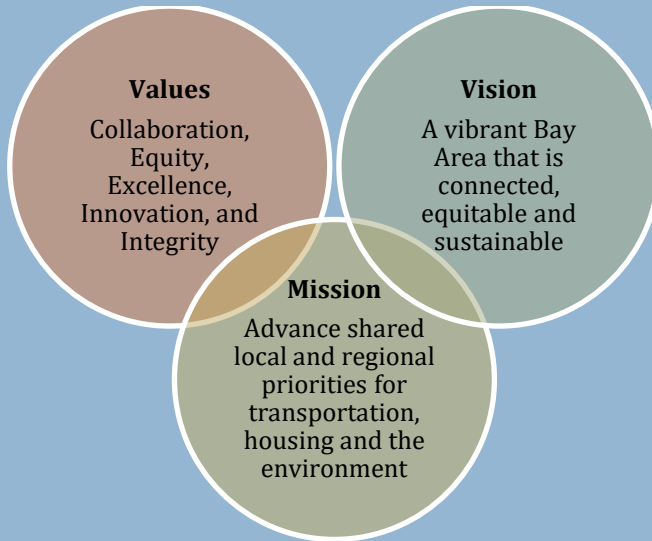 Values
Collaboration,
Equity,
Excellence,
Innovation, and
Integrity
Vision
A vibrant Bay
Area that is
connected,
equitable and
sustainable
Mission
Advance shared
local and regional
priorities for
transportation,
housing and the
environment